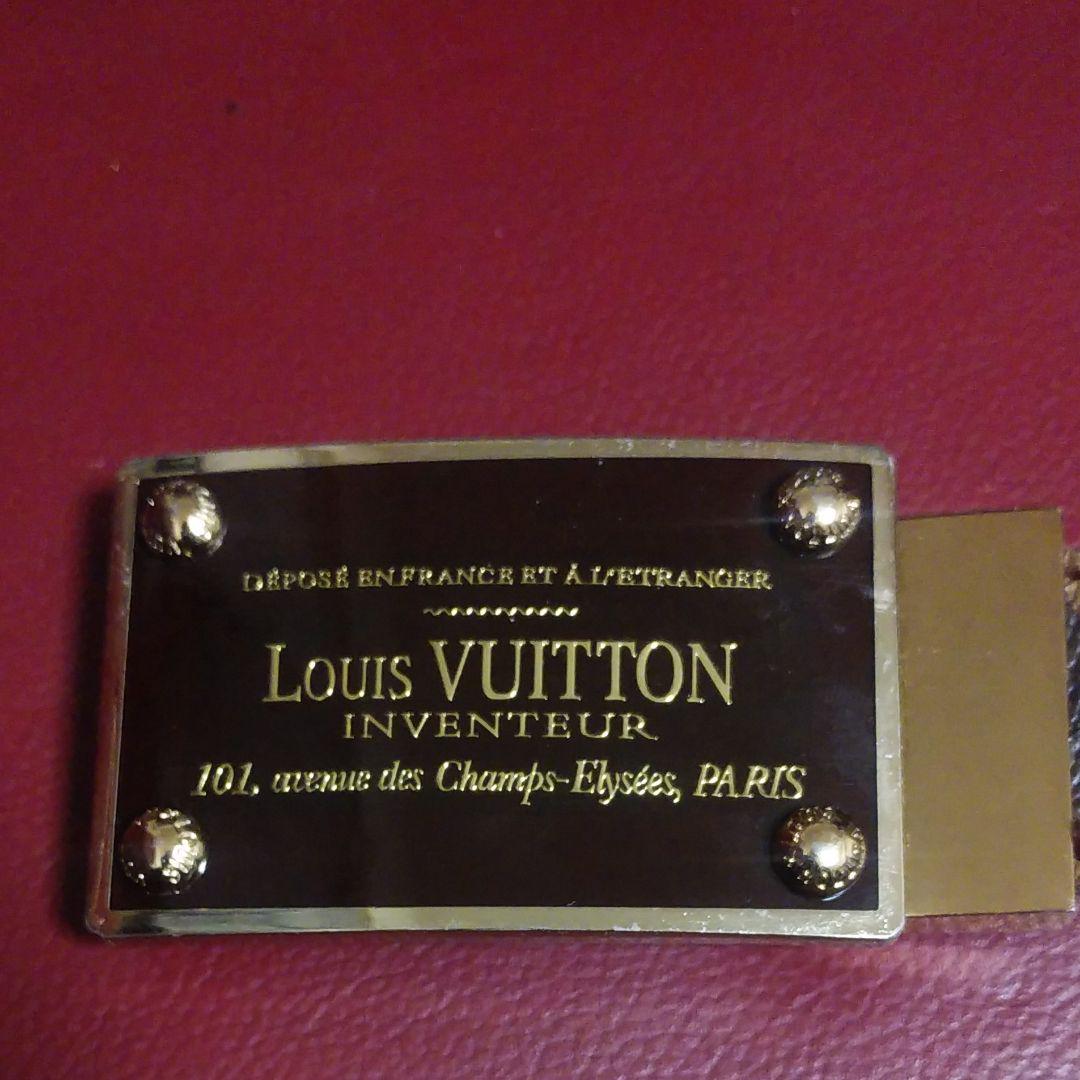 DÉPOSÉ EN FRANCE ET À L'ETRANGER
LOUIS VUITTON
INVENTEUR
101, avenue des Champs-Elysées, PARIS